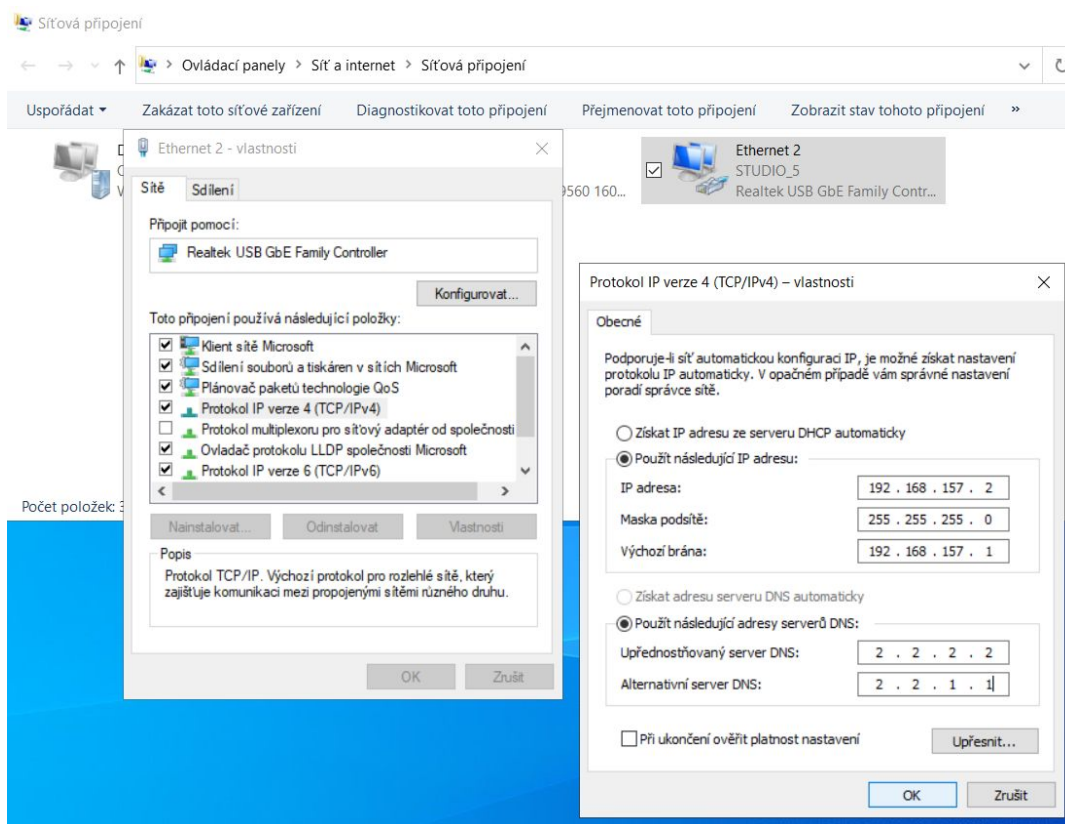 Síťová připojení
Ovládací panely > Síť a internet > Síťová připojení
Uspořádat Zakázat toto síťové zařízení Diagnostikovat toto připojení Přejmenovat toto připojení Zobrazit stav tohoto připojení »
Ethernet 2
STUDIO_5
Realtek USB GbE Family Contr...
9560 160...
Počet položek: 3
Ethernet 2 - vlastnosti
Sítě Sdílení
Připojit pomocí:
Realtek USB GbE Family Controller
Konfigurovat...
Toto připojení používá následující položky:
Klient sítě Microsoft
Sdílení souborů a tiskáren v sítích Microsoft
Plánovač paketů technologie QoS
Protokol IP verze 4 (TCP/IPv4)
Protokol multiplexoru pro síťový adaptér od společnosti
Ovladač protokolu LLDP společnosti Microsoft
Protokol IP verze 6 (TCP/IPv6)
Nainstalovat... Odinstalovat Vlastnosti
Popis
Protokol TCP/IP. Výchozí protokol pro rozlehlé sítě, který
zajišťuje komunikaci mezi propojenými sítěmi různého druhu.
OK Zrušit
Protokol IP verze 4 (TCP/IPv4) – vlastnosti
Obecné
Podporuje-li síť automatickou konfiguraci IP, je možné získat nastavení
protokolu IP automaticky. V opačném případě vám správné nastavení
poradí správce sítě.
Získat IP adresu ze serveru DHCP automaticky
Použít následující IP adresu:
IP adresa: 192 . 168 . 157 . 2
Maska podsítě: 255 . 255 . 255 . 0
Výchozí brána: 192 . 168 . 157 . 1
Získat adresu serveru DNS automaticky
Použít následující adresy serverů DNS:
Upřednostňovaný server DNS: 2 . 2 . 2 . 2
Alternativní server DNS: 2 . 2 . 1 . 1
Při ukončení ověřit platnost nastavení
Upřesnit...
OK Zrušit